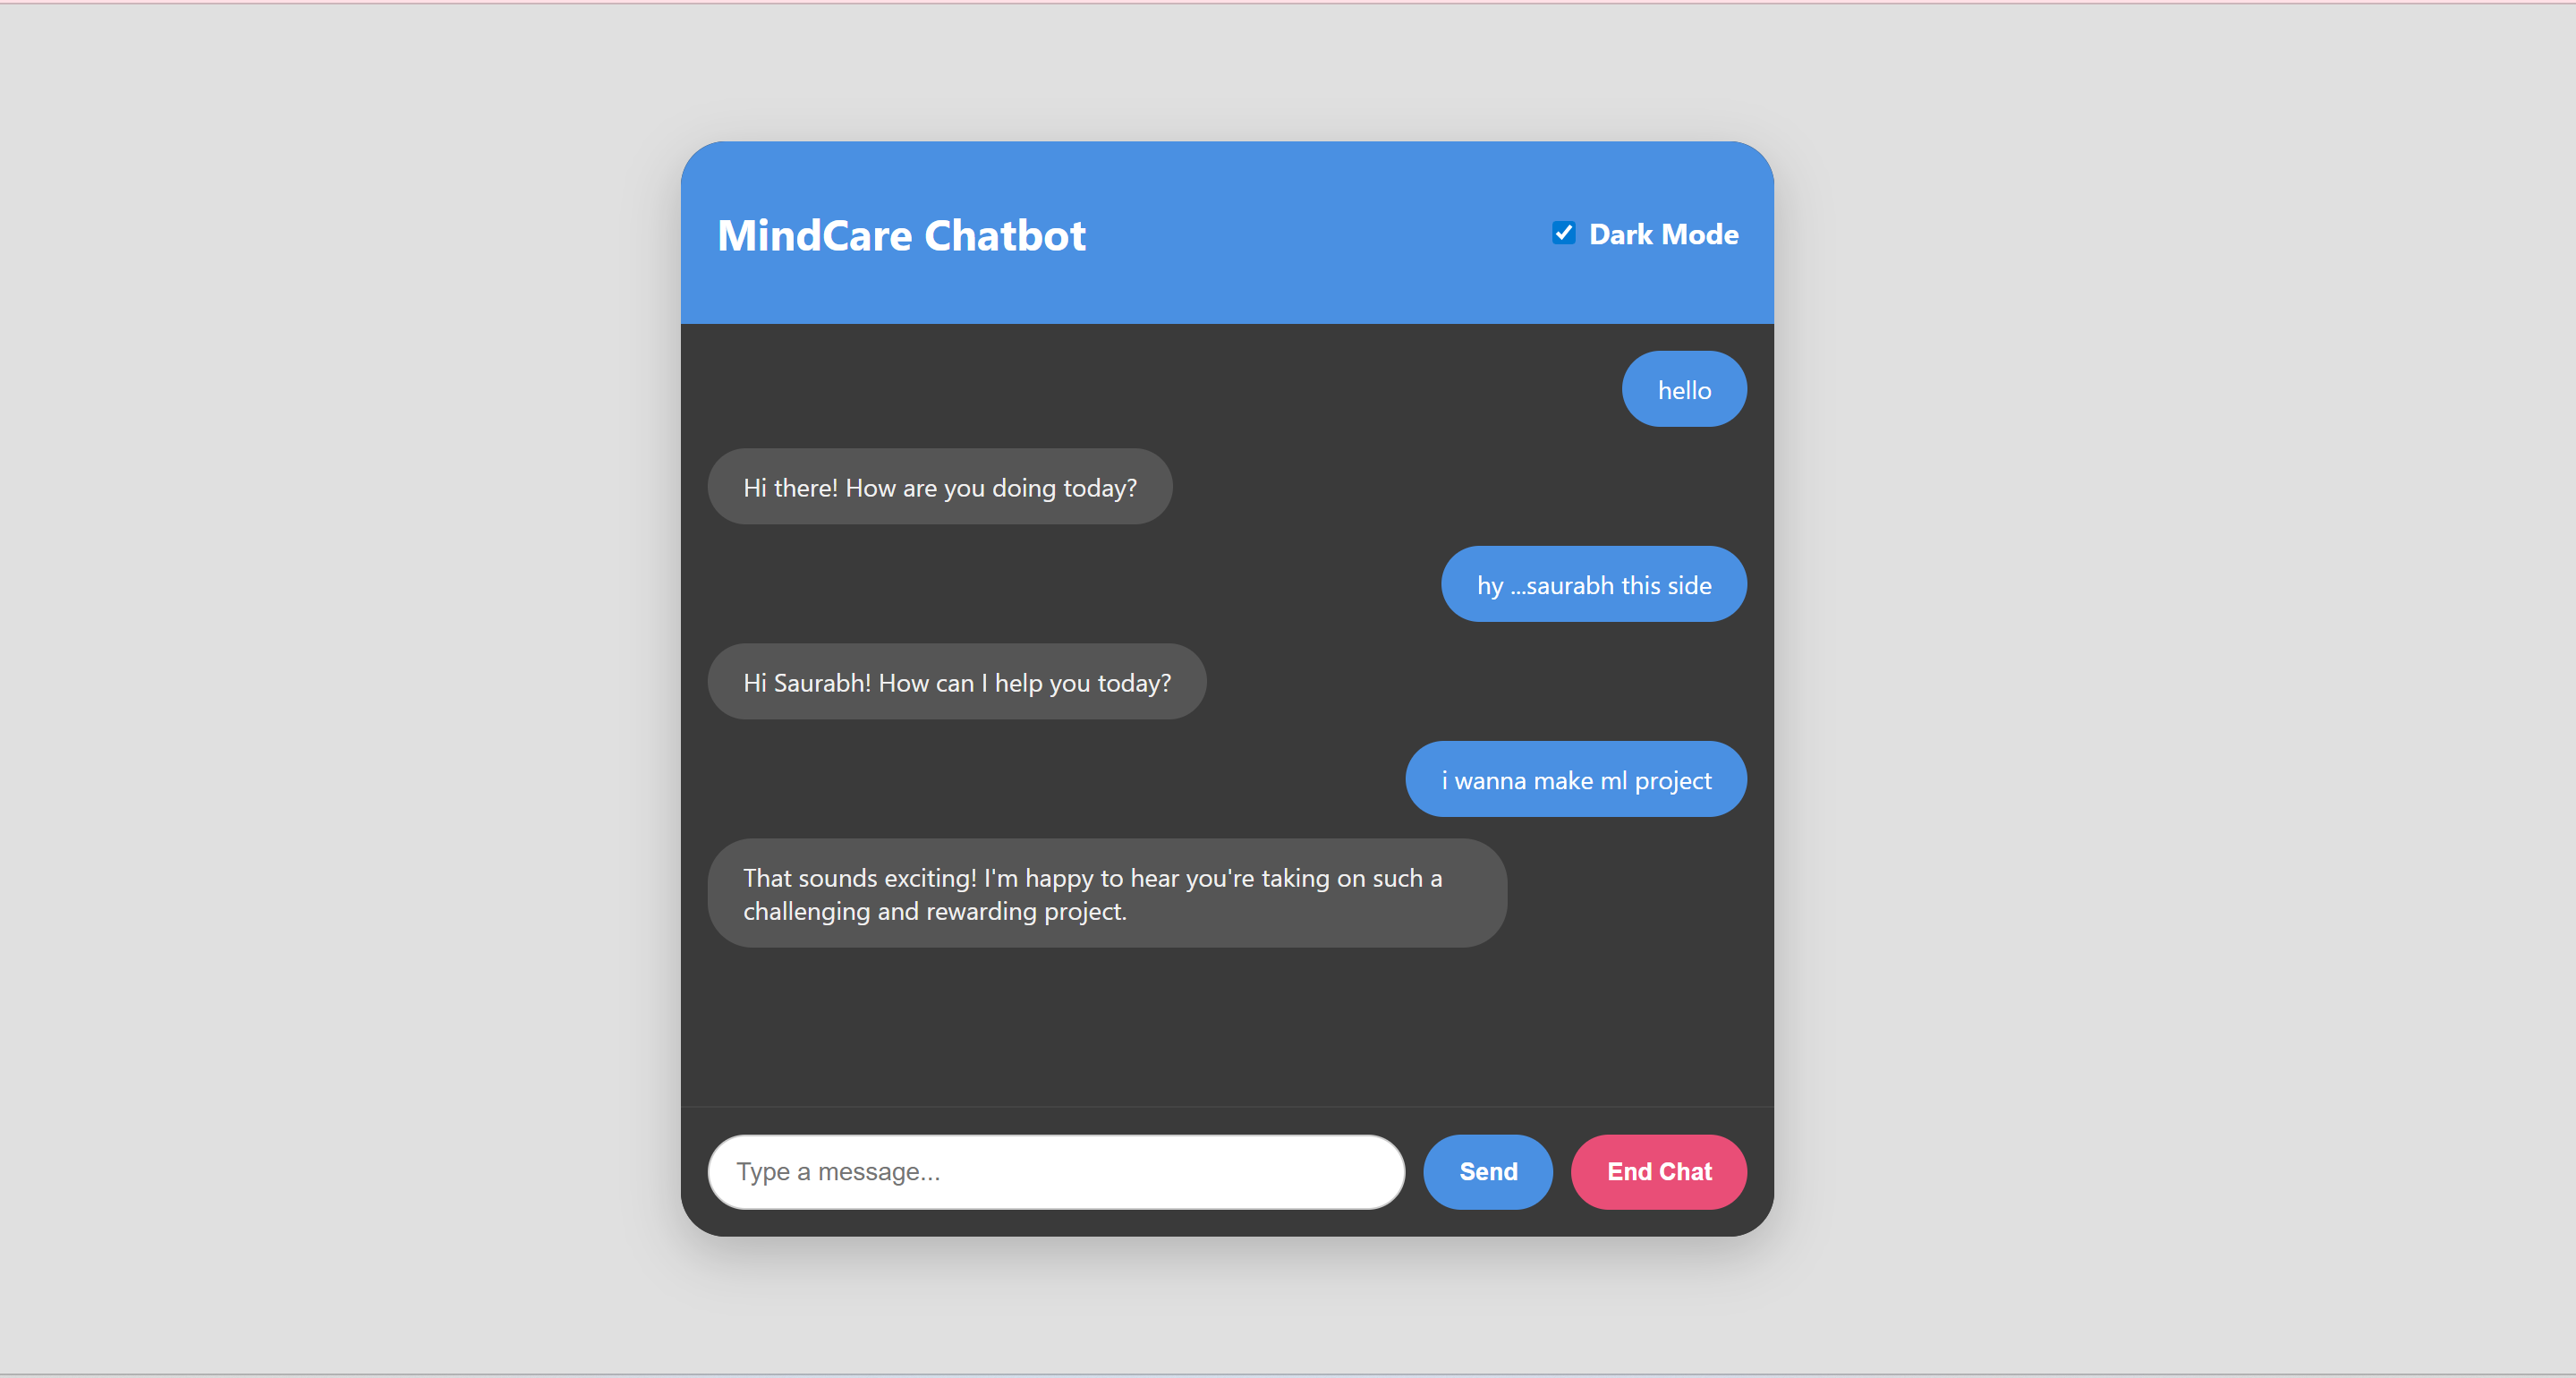 MindCare Chatbot
Dark Mode
hello
Hi there! How are you doing today?
hy ...saurabh this side
Hi Saurabh! How can I help you today?
i wanna make ml project
That sounds exciting! I'm happy to hear you're taking on such a
challenging and rewarding project.
Type a message...
Send
End Chat